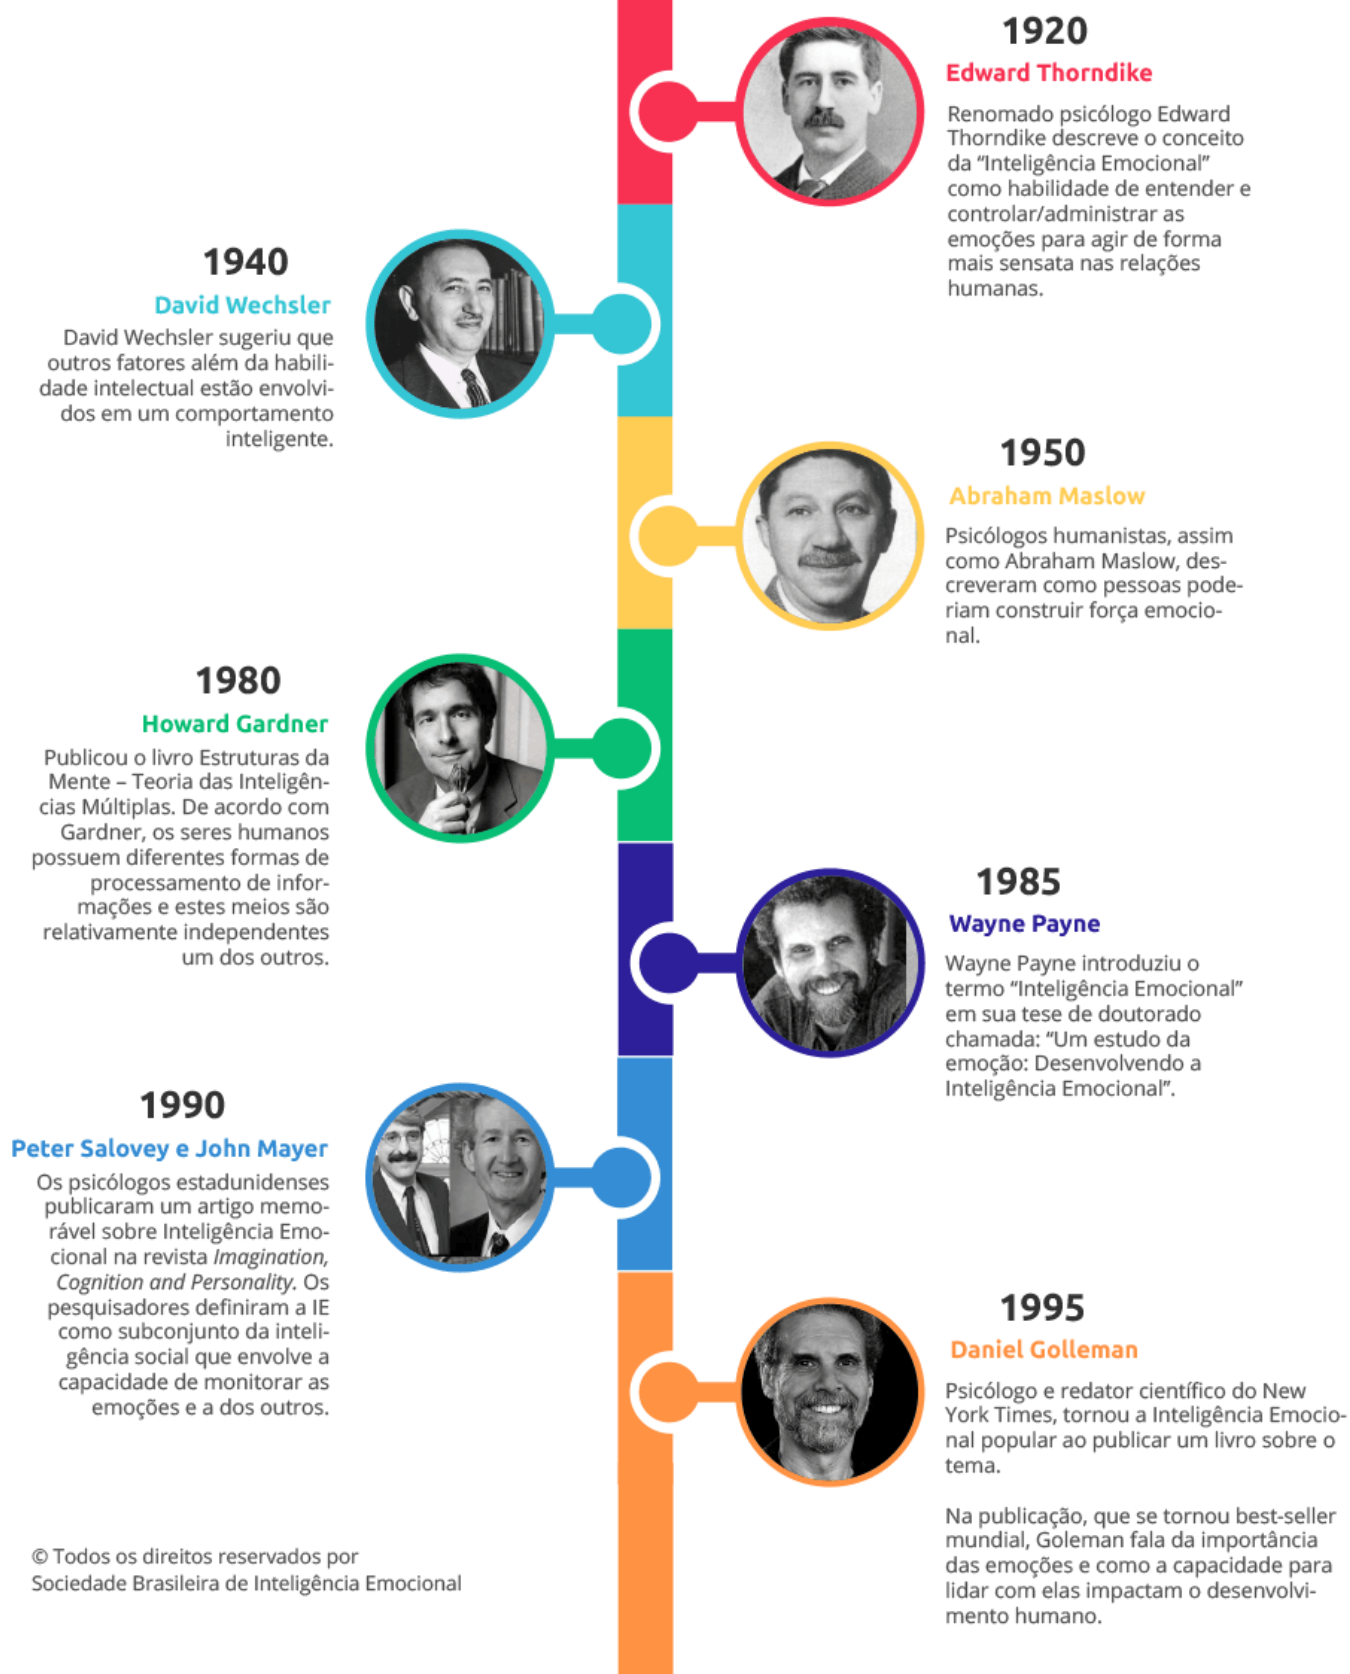 1920
Edward Thorndike
Renomado psicólogo Edward
Thorndike descreve o conceito
da “Inteligência Emocional”
como habilidade de entender e
controlar/administrar as
emoções para agir de forma
mais sensata nas relações
humanas.
1940
David Wechsler
David Wechsler sugeriu que
outros fatores além da habili-
dade intelectual estão envolvi-
dos em um comportamento
inteligente.
1950
Abraham Maslow
Psicólogos humanistas, assim
como Abraham Maslow, des-
creveram como pessoas pode-
riam construir força emocio-
nal.
1980
Howard Gardner
Publicou o livro Estruturas da
Mente – Teoria das Inteligên-
cias Múltiplas. De acordo com
Gardner, os seres humanos
possuem diferentes formas de
processamento de infor-
mações e estes meios são
relativamente independentes
um dos outros.
1985
Wayne Payne
Wayne Payne introduziu o
termo “Inteligência Emocional”
em sua tese de doutorado
chamada: “Um estudo da
emoção: Desenvolvendo a
Inteligência Emocional”.
1990
Peter Salovey e John Mayer
Os psicólogos estadunidenses
publicaram um artigo memo-
rável sobre Inteligência Emo-
cional na revista Imagination,
Cognition and Personality. Os
pesquisadores definiram a IE
como subconjunto da inteli-
gência social que envolve a
capacidade de monitorar as
emoções e a dos outros.
1995
Daniel Golleman
Psicólogo e redator científico do New
York Times, tornou a Inteligência Emocio-
nal popular ao publicar um livro sobre o
tema.
Na publicação, que se tornou best-seller
mundial, Goleman fala da importância
das emoções e como a capacidade para
lidar com elas impactam o desenvolvi-
mento humano.
© Todos os direitos reservados por
Sociedade Brasileira de Inteligência Emocional